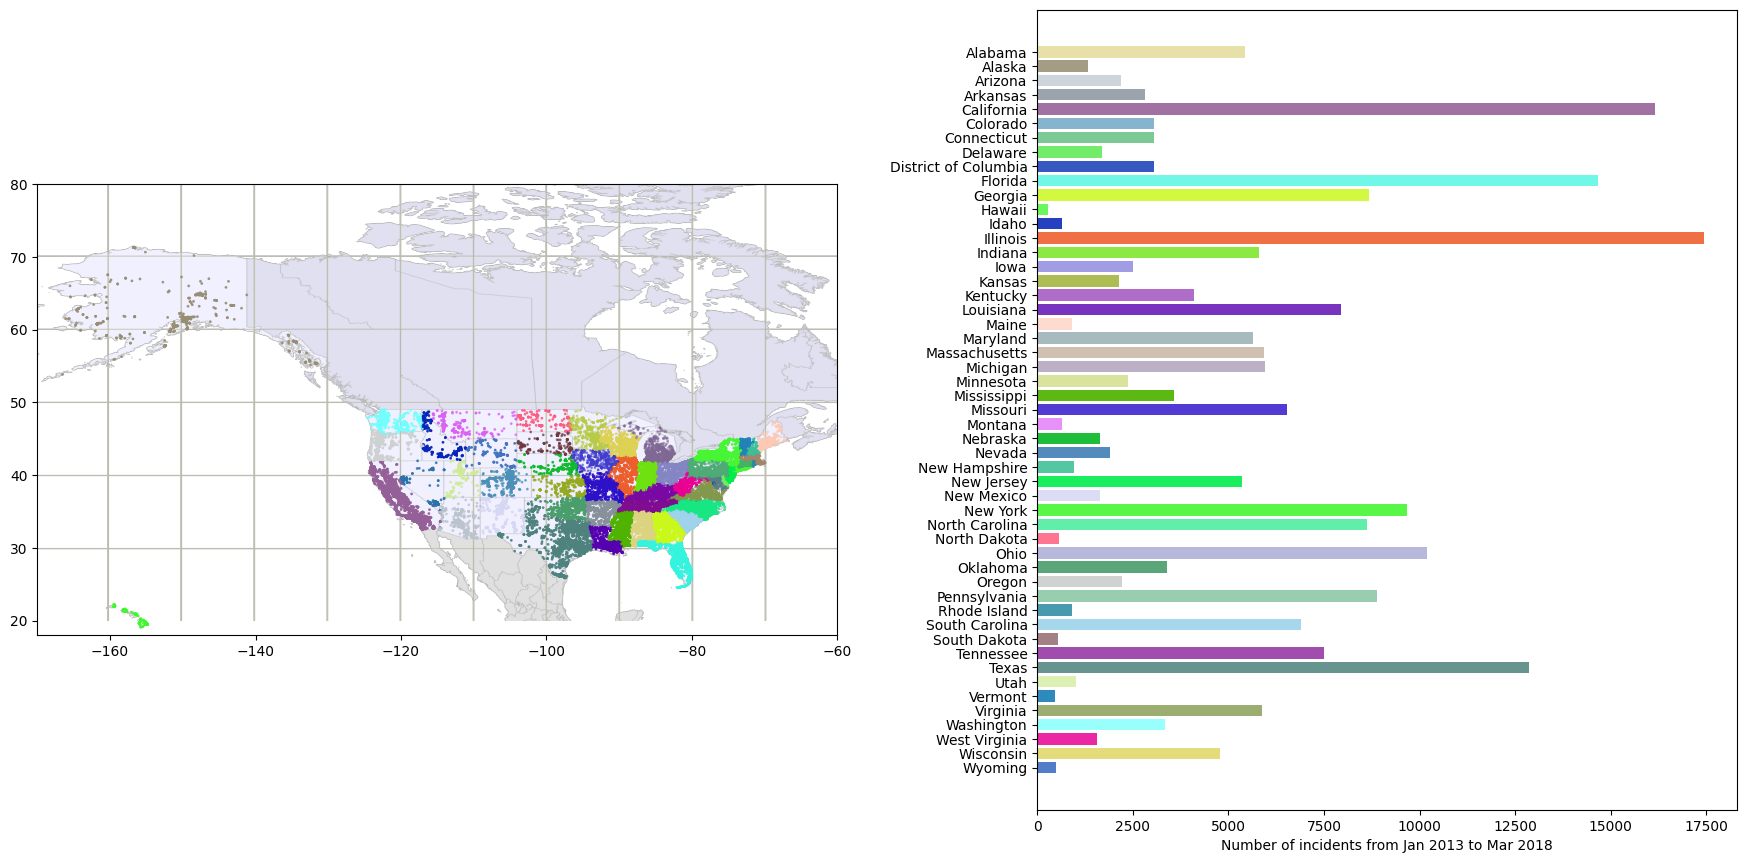 80
70
60
50
40
30
20
−160
−140
−120
−100
−80
−60
Alabama
Alaska
Arizona
Arkansas
California
Colorado
Connecticut
Delaware
District of Columbia
Florida
Georgia
Hawaii
Idaho
Illinois
Indiana
Iowa
Kansas
Kentucky
Louisiana
Maine
Maryland
Massachusetts
Michigan
Minnesota
Mississippi
Missouri
Montana
Nebraska
Nevada
New Hampshire
New Jersey
New Mexico
New York
North Carolina
North Dakota
Ohio
Oklahoma
Oregon
Pennsylvania
Rhode Island
South Carolina
South Dakota
Tennessee
Texas
Utah
Vermont
Virginia
Washington
West Virginia
Wisconsin
Wyoming
0
2500
5000
7500
10000
12500
15000
17500
Number of incidents from Jan 2013 to Mar 2018